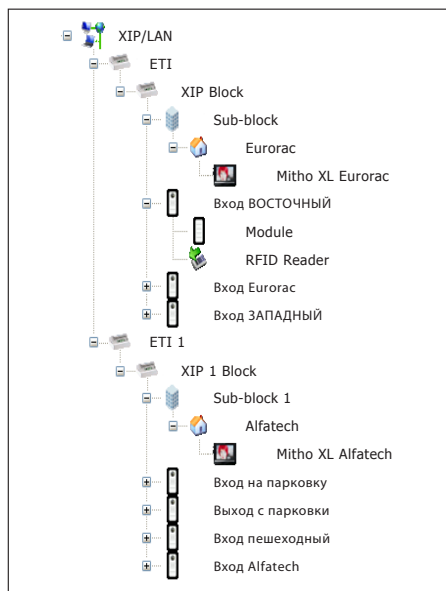 XIP/LAN
ETI
XIP Block
Sub-block
Eurorac
Mitho XL Eurorac
Вход ВОСТОЧНЫЙ
Module
RFID Reader
Вход Eurorac
Вход ЗАПАДНЫЙ
ETI 1
XIP 1 Block
Sub-block 1
Alfatech
Mitho XL Alfatech
Вход на парковку
Выход с парковки
Вход пешеходный
Вход Alfatech